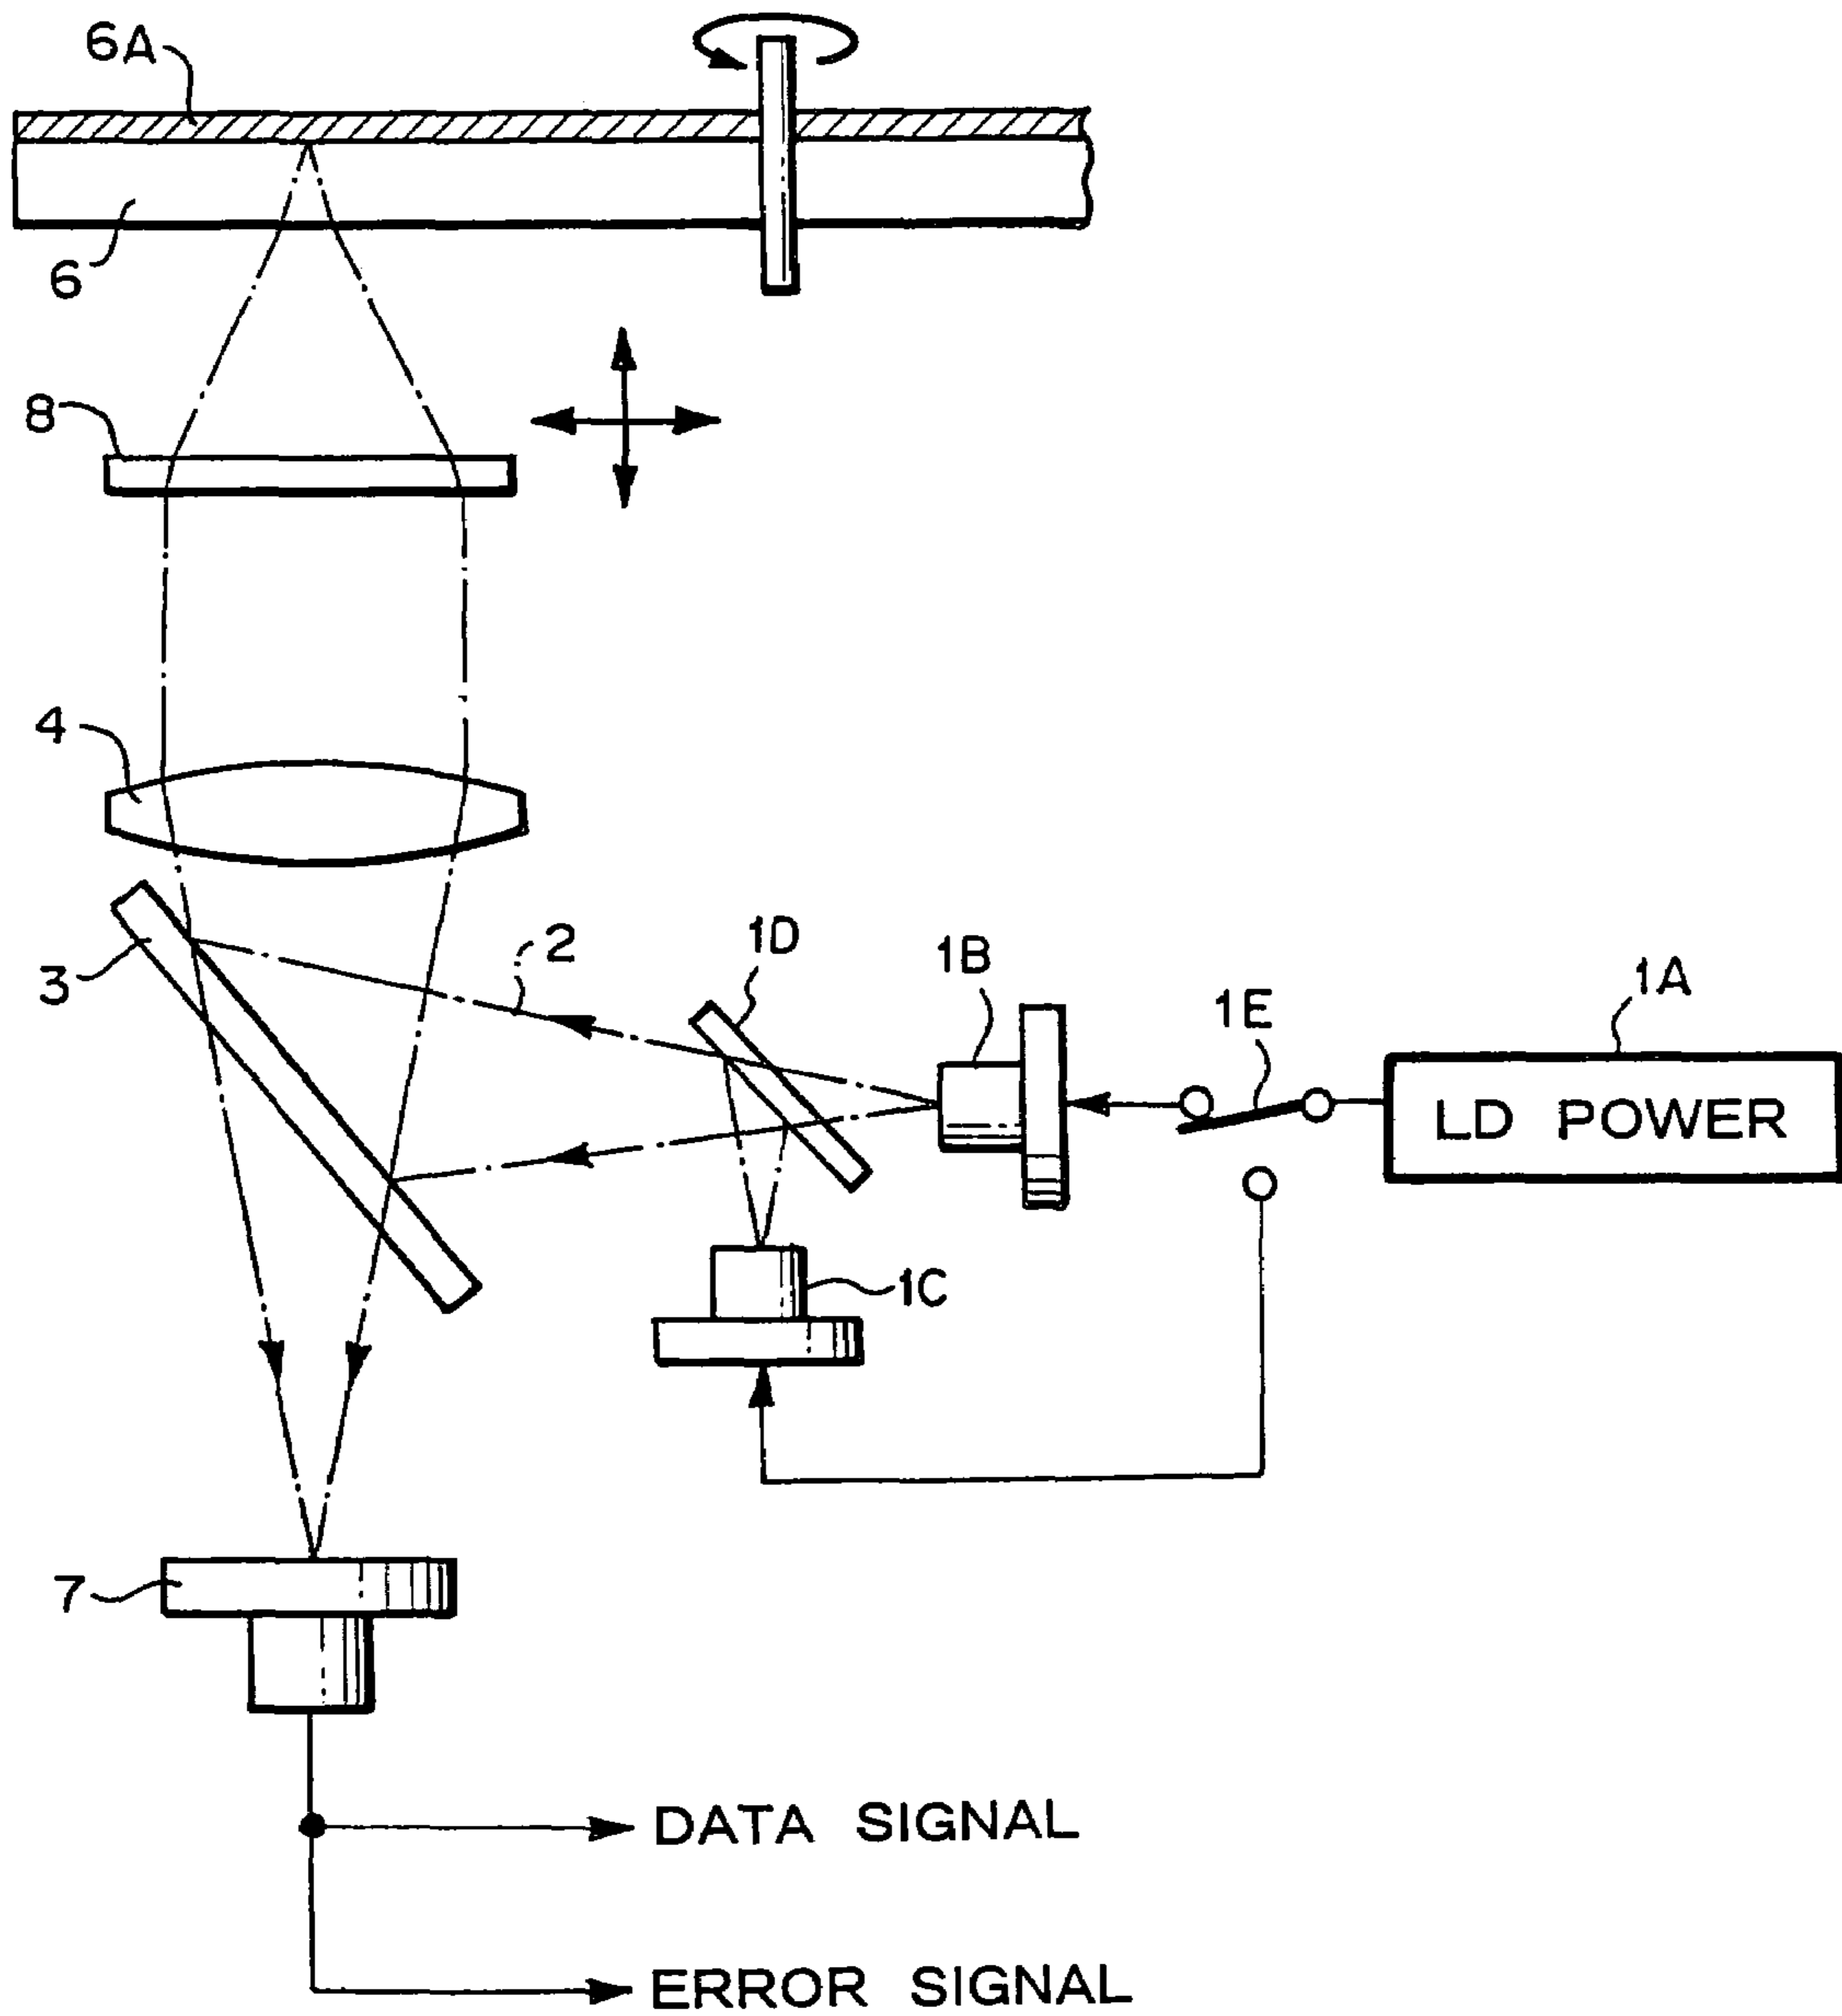 6A
6
8
4
3
2
1D
1B
1E
1A
LD POWER
1C
7
DATA SIGNAL
ERROR SIGNAL